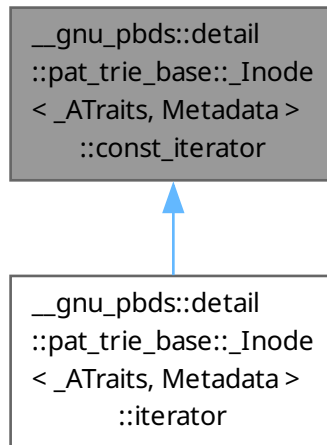 __gnu_pbds::detail
::pat_trie_base::_Inode
< _ATraits, Metadata >
::const_iterator
__gnu_pbds::detail
::pat_trie_base::_Inode
< _ATraits, Metadata >
::iterator